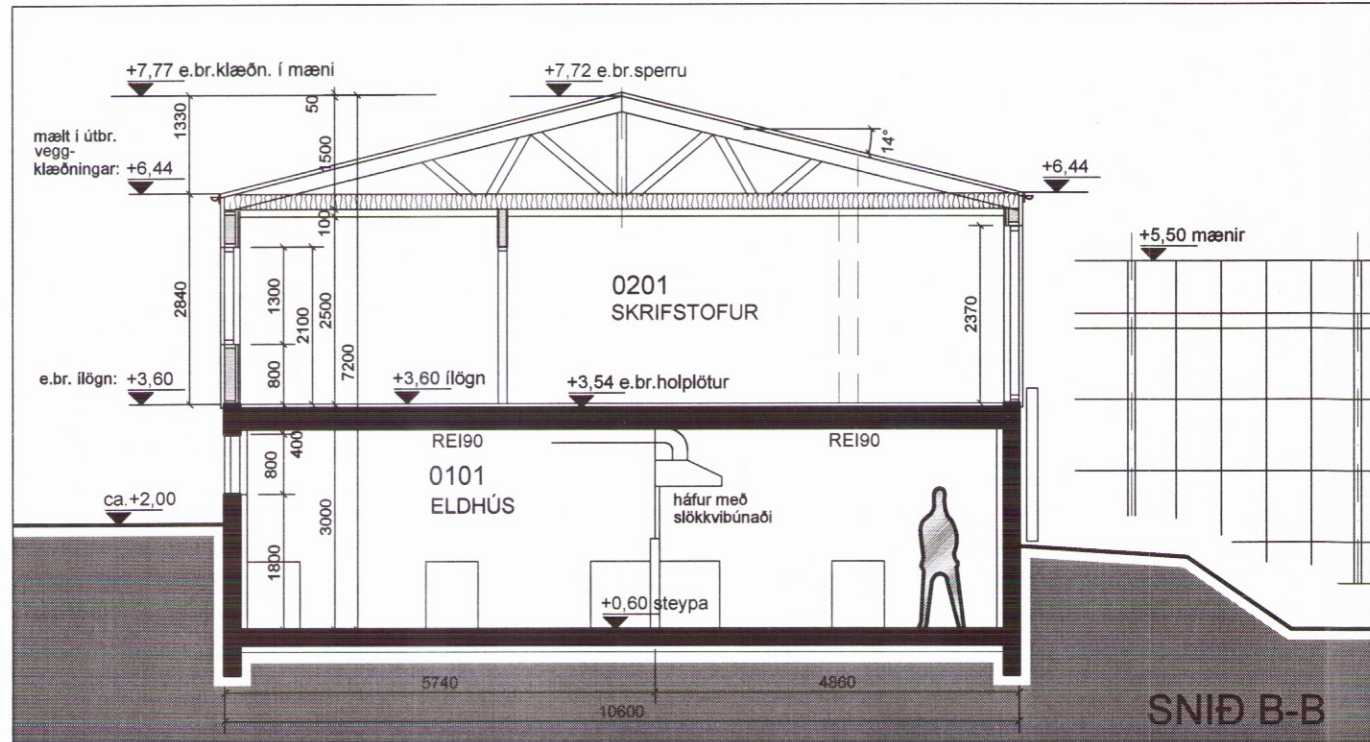 +7,77 e.br.klæðn. í mæni
+7,72 e.br.sperru
50
1330
mælt í útbr.
vegg-
klæðningar: +6,44
1500
14°
+6,44
100
+5,50 mænir
2840
1300
2100
2500
7200
0201
SKRIFSTOFUR
2370
e.br. ílögn: +3,60
800
+3,60 ílögn
+3,54 e.br.holplötur
400
REI90
REI90
800
0101
ELDHÚS
háfur með
slökkvibúnaði
ca.+2,00
3000
1800
+0,60 steypa
5740
4860
10600
SNIÐ B-B